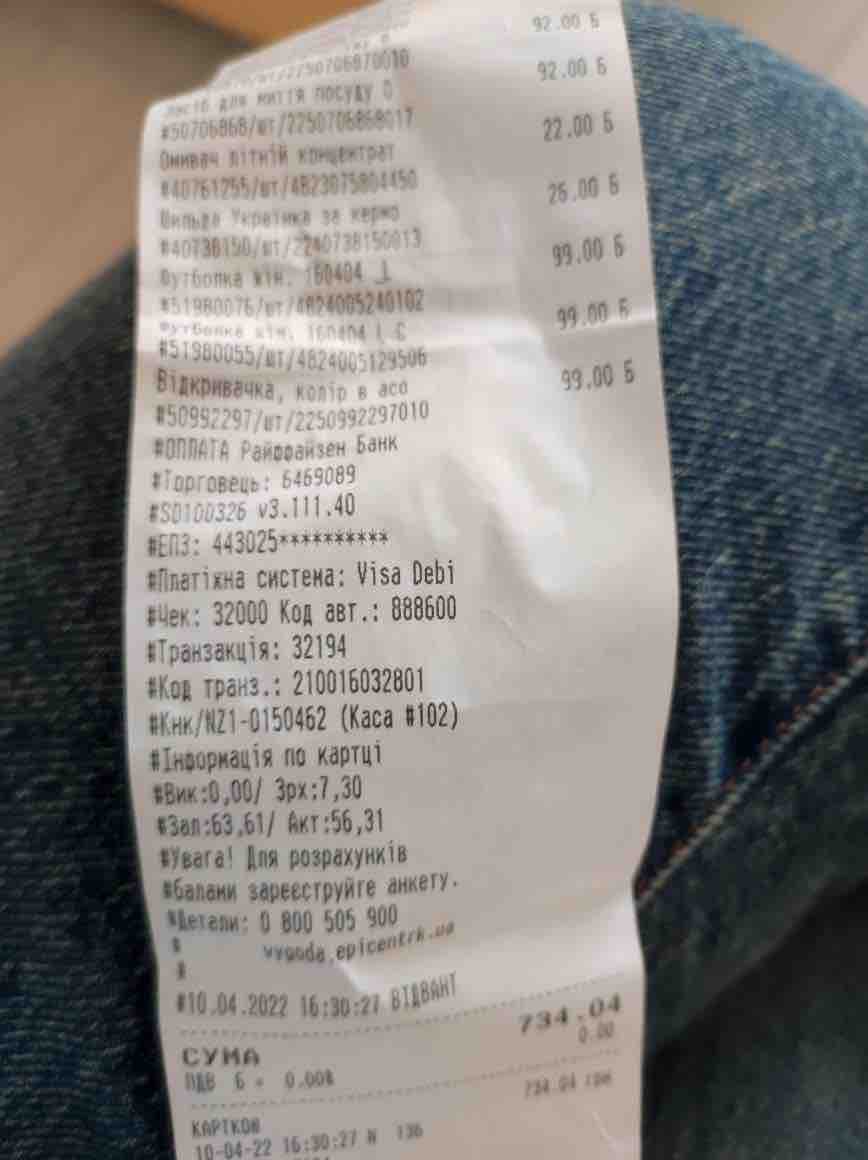 92.00 Б
92.00 Б
для миття посуду
#50706868/шт/2250706868017
22.00 Б
Омивач літній концентрат
#40761255/шт/4823075804450
26.00 Б
Українка за кермо
#40738150/шт/2240738150013
99.00 Б
Футболка жін. 160404 L
#51980076/шт/4824005240102
99.00 Б
Футболка жін. 160404 L С
#51980055/шт/4824005129506
99.00 Б
Відкривачка, колір в асо
#50992297/шт/2250992297010
#ОПЛАТА Райффайзен Банк
#Торговець: 6469089
#S0100326 v3.111.40
#ЕПЗ: 443025**********
#Платіжна система: Visa Debi
#Чек: 32000 Код авт.: 888600
#Транзакція: 32194
#Код транз.: 210016032801
#Кнк/NZ1-0150462 (Каса #102)
#Інформація по картці
#Вик:0,00/ Зрх:7,30
#Зал:63,61/ Акт:56,31
#Увага! Для розрахунків
#балами зареєструйте анкету.
#Детали: 0 800 505 900
#
vygoda.epicentrk.ua
#
#10.04.2022 16:30:27 ВІДВАНТ
СУМА 734.04
ПДВ Б = 0.00% 0.00
КАРТКОЮ 734.04 грн
10-04-22 16:30:27 N 136